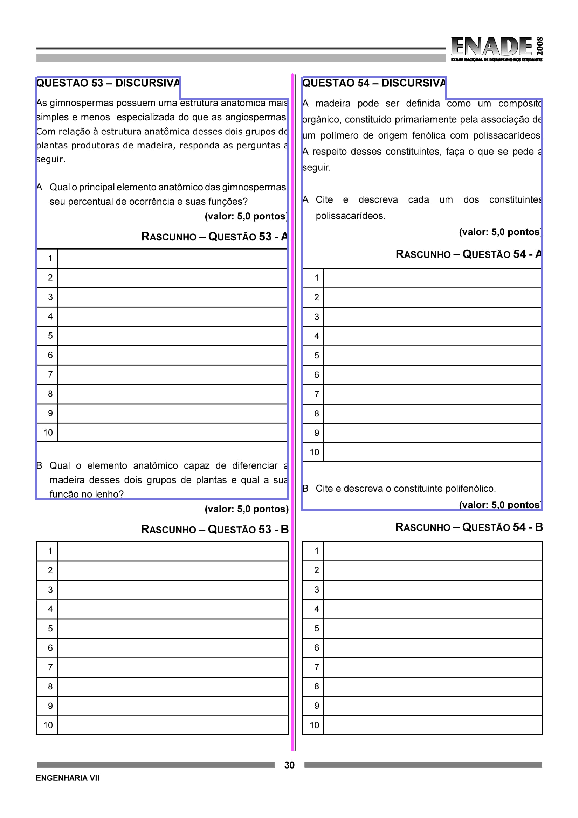 ENADE 2008
EXAME NACIONAL DE DESEMPENHO DOS ESTUDANTES
QUESTÃO 53 – DISCURSIVA
As gimnospermas possuem uma estrutura anatômica mais
simples e menos especializada do que as angiospermas.
Com relação à estrutura anatômica desses dois grupos de
plantas produtoras de madeira, responda as perguntas a
seguir.
A Qual o principal elemento anatômico das gimnospermas,
seu percentual de ocorrência e suas funções?
(valor: 5,0 pontos)
RASCUNHO – QUESTÃO 53 - A
1
2
3
4
5
6
7
8
9
10
B Qual o elemento anatômico capaz de diferenciar a
madeira desses dois grupos de plantas e qual a sua
função no lenho?
(valor: 5,0 pontos)
RASCUNHO – QUESTÃO 53 - B
1
2
3
4
5
6
7
8
9
10
QUESTÃO 54 – DISCURSIVA
A madeira pode ser definida como um compósito
orgânico, constituído primariamente pela associação de
um polímero de origem fenólica com polissacarídeos.
A respeito desses constituintes, faça o que se pede a
seguir.
A Cite e descreva cada um dos constituintes
polissacarídeos.
(valor: 5,0 pontos)
RASCUNHO – QUESTÃO 54 - A
1
2
3
4
5
6
7
8
9
10
B Cite e descreva o constituinte polifenólico.
(valor: 5,0 pontos)
RASCUNHO – QUESTÃO 54 - B
1
2
3
4
5
6
7
8
9
10
30
ENGENHARIA VII